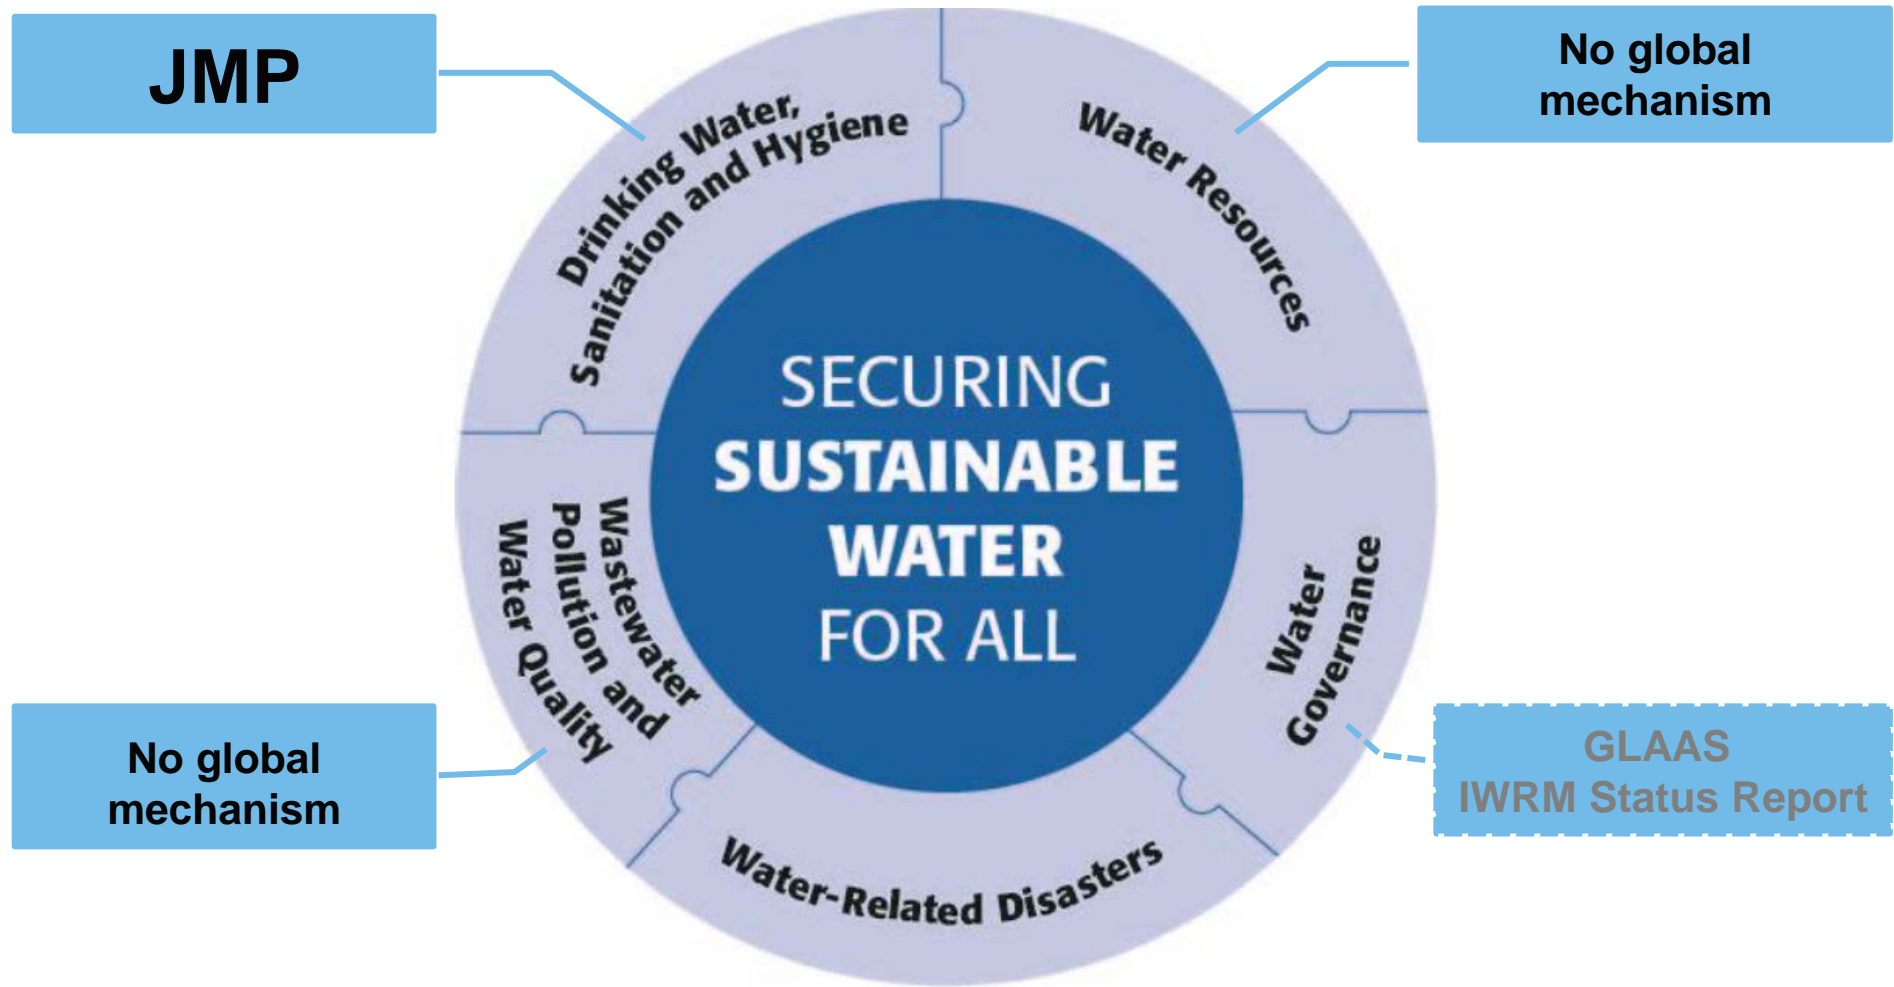 JMP
No global
mechanism
Drinking Water,
Sanitation and Hygiene
Water Resources
SECURING
SUSTAINABLE
WATER
FOR ALL
Wastewater
Pollution and
Water Quality
Water
Governance
No global
mechanism
GLAAS
IWRM Status Report
Water-Related Disasters